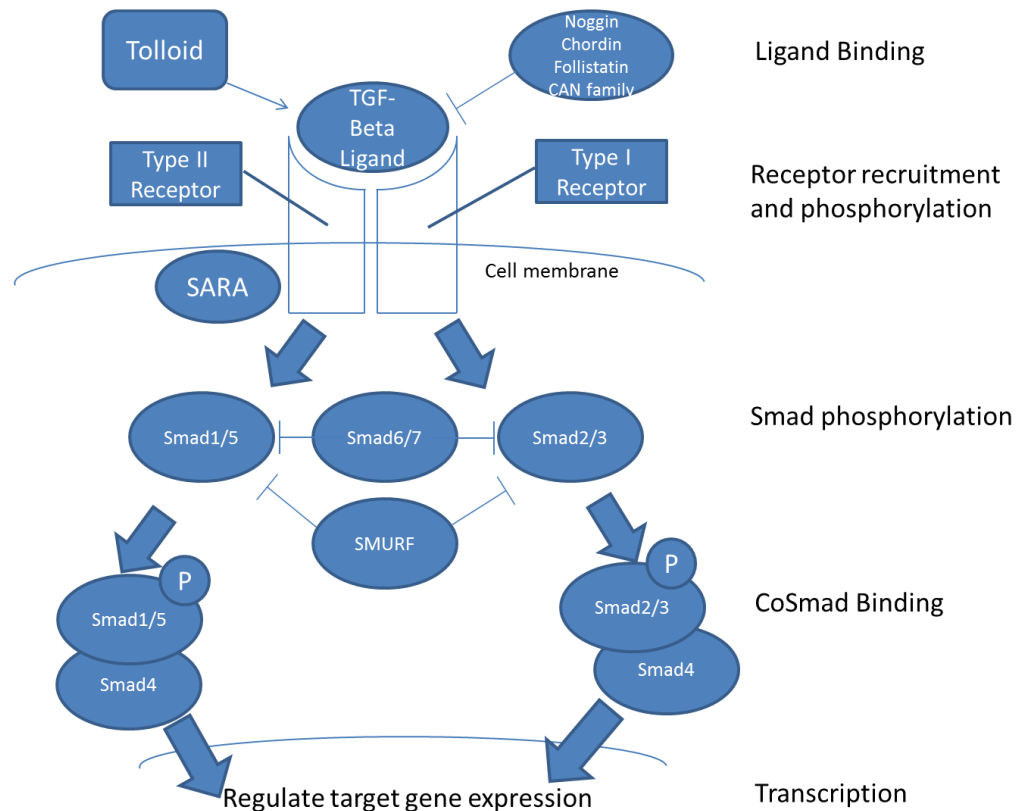 Tolloid
Noggin
Chordin
Follistatin
CAN family
Ligand Binding
TGF-
Beta
Ligand
Type II
Receptor
Type I
Receptor
Receptor recruitment
and phosphorylation
Cell membrane
SARA
Smad1/5
Smad6/7
Smad2/3
Smad phosphorylation
SMURF
P
Smad1/5
Smad4
P
Smad2/3
Smad4
CoSmad Binding
Regulate target gene expression
Transcription